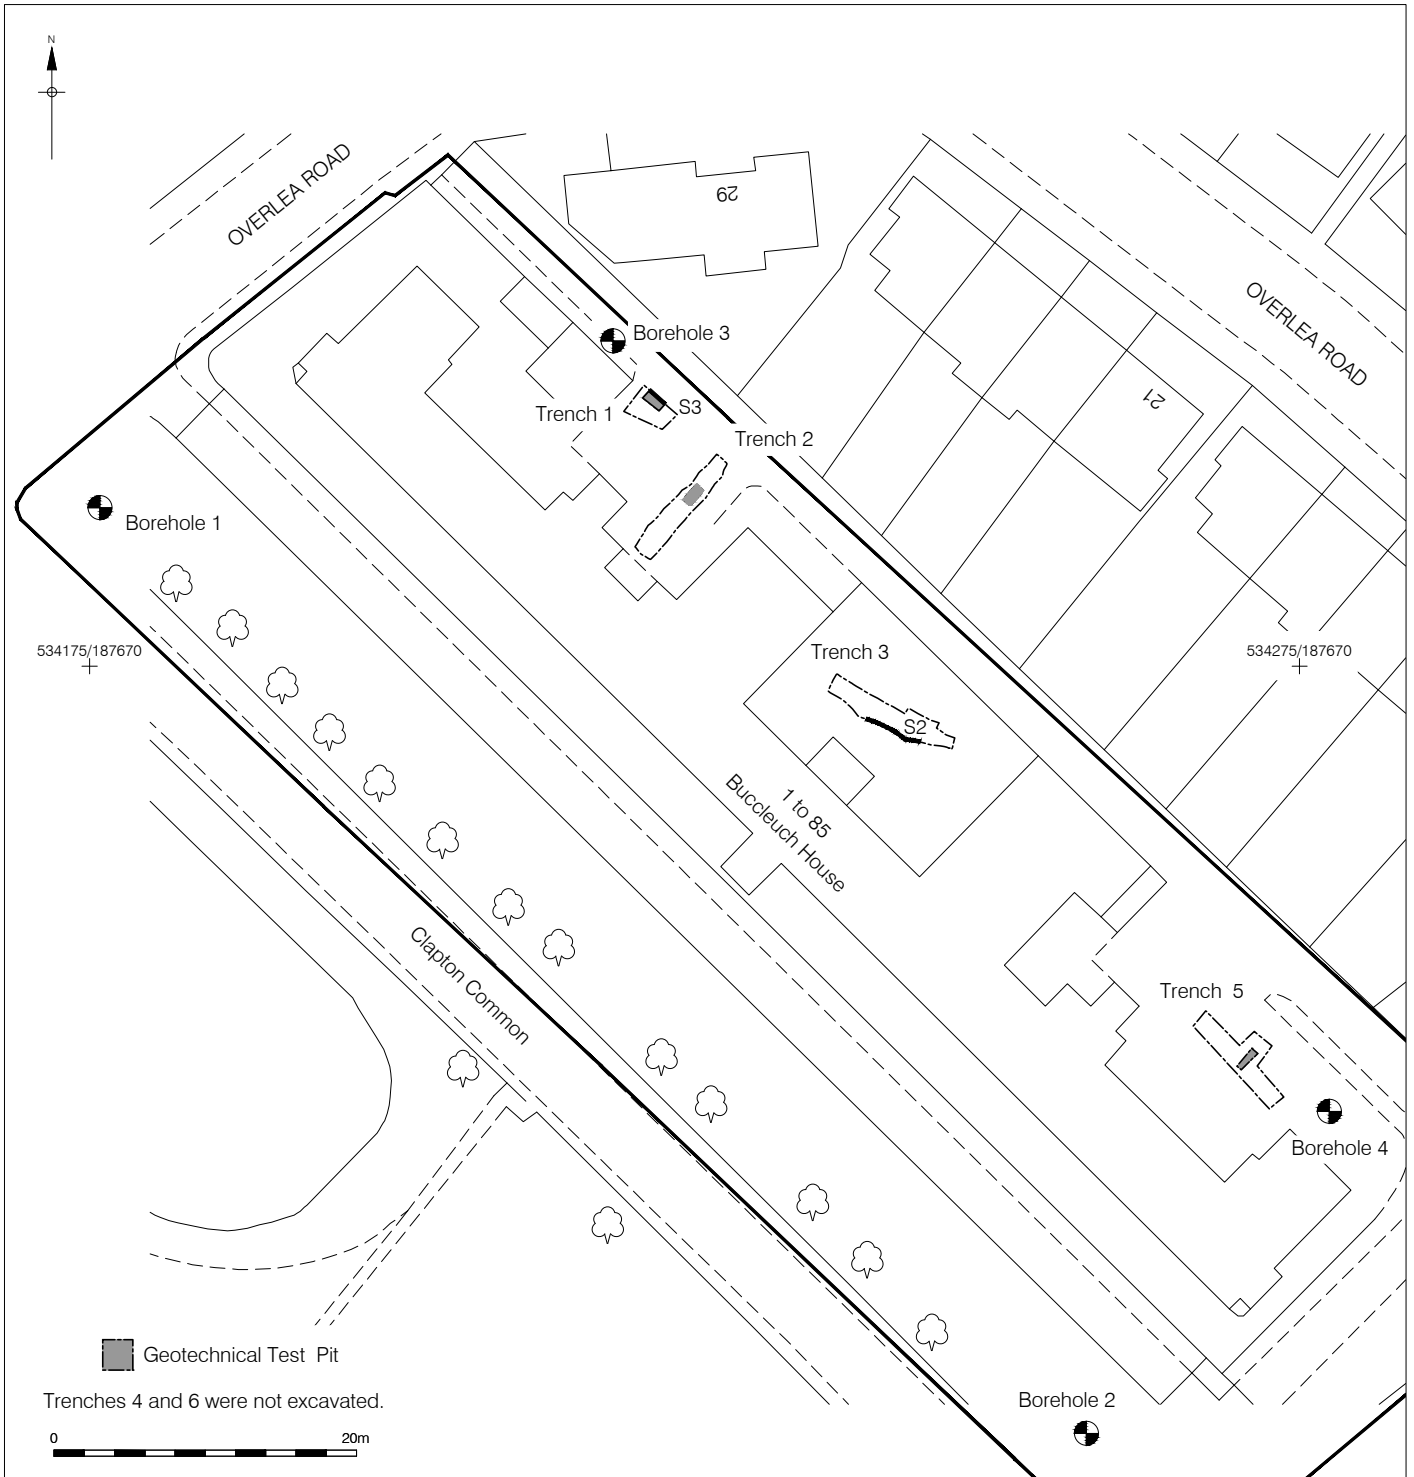 N
OVERLEA ROAD
29
OVERLEA ROAD
Borehole 3
21
Trench 1
S3
Trench 2
Borehole 1
534175/187670
534275/187670
Trench 3
S2
1 to 85
Buccleuch House
Clapton Common
Trench 5
Borehole 4
Geotechnical Test Pit
Trenches 4 and 6 were not excavated.
Borehole 2
0
20m